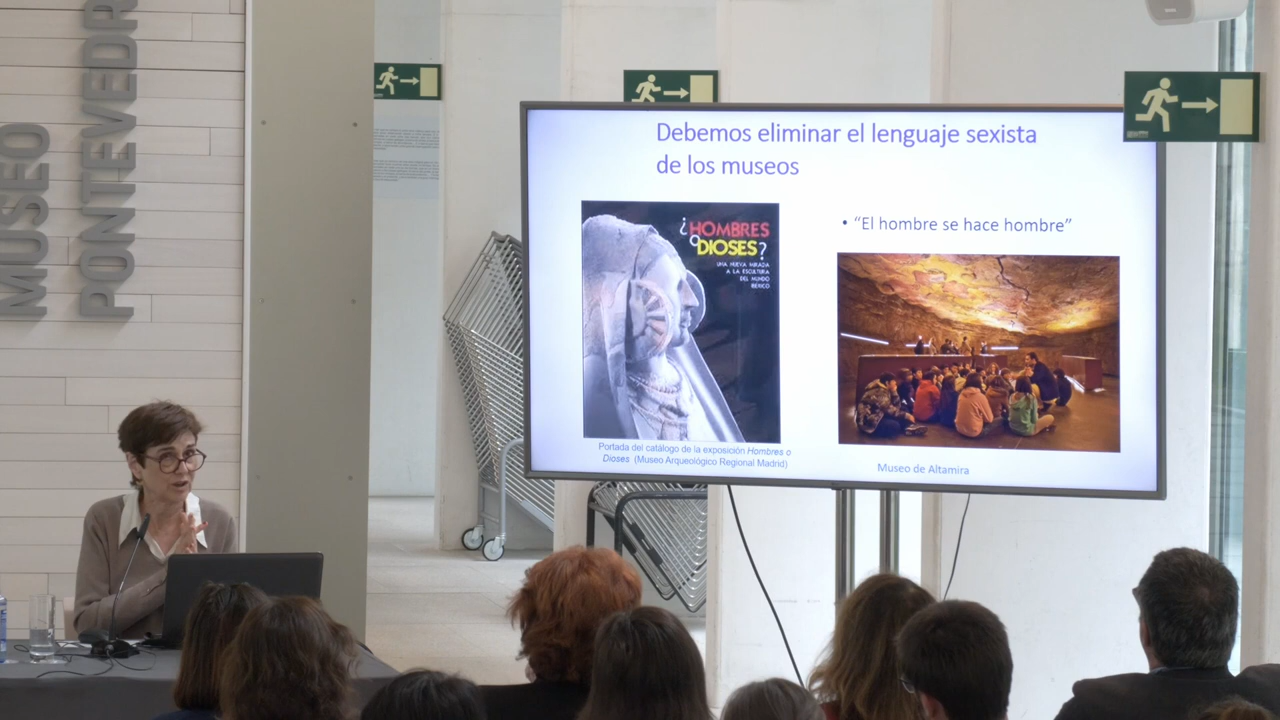 MUSEO
PONTEVEDR
Debemos eliminar el lenguaje sexista
de los museos
¿HOMBRES
O
DIOSES?
UNA NUEVA MIRADA
A LA ESCULTURA
DEL MUNDO
IBÉRICO
Portada del catálogo de la exposición Hombres o
Dioses (Museo Arqueológico Regional Madrid)
• “El hombre se hace hombre”
Museo de Altamira